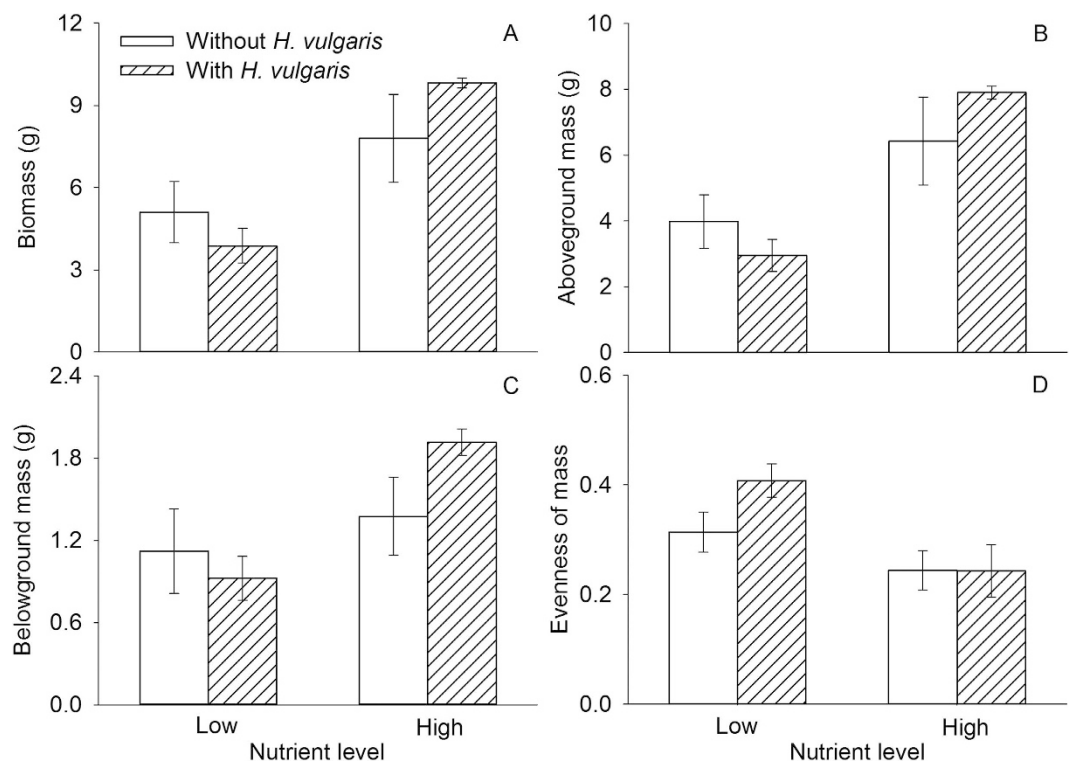 A
Without H. vulgaris
With H. vulgaris
Biomass (g)
12
9
6
3
0
B
Aboveground mass (g)
10
8
6
4
2
0
C
Belowground mass (g)
2.4
1.8
1.2
0.6
0.0
Low
High
Nutrient level
D
Evenness of mass
0.6
0.4
0.2
0.0
Low
High
Nutrient level